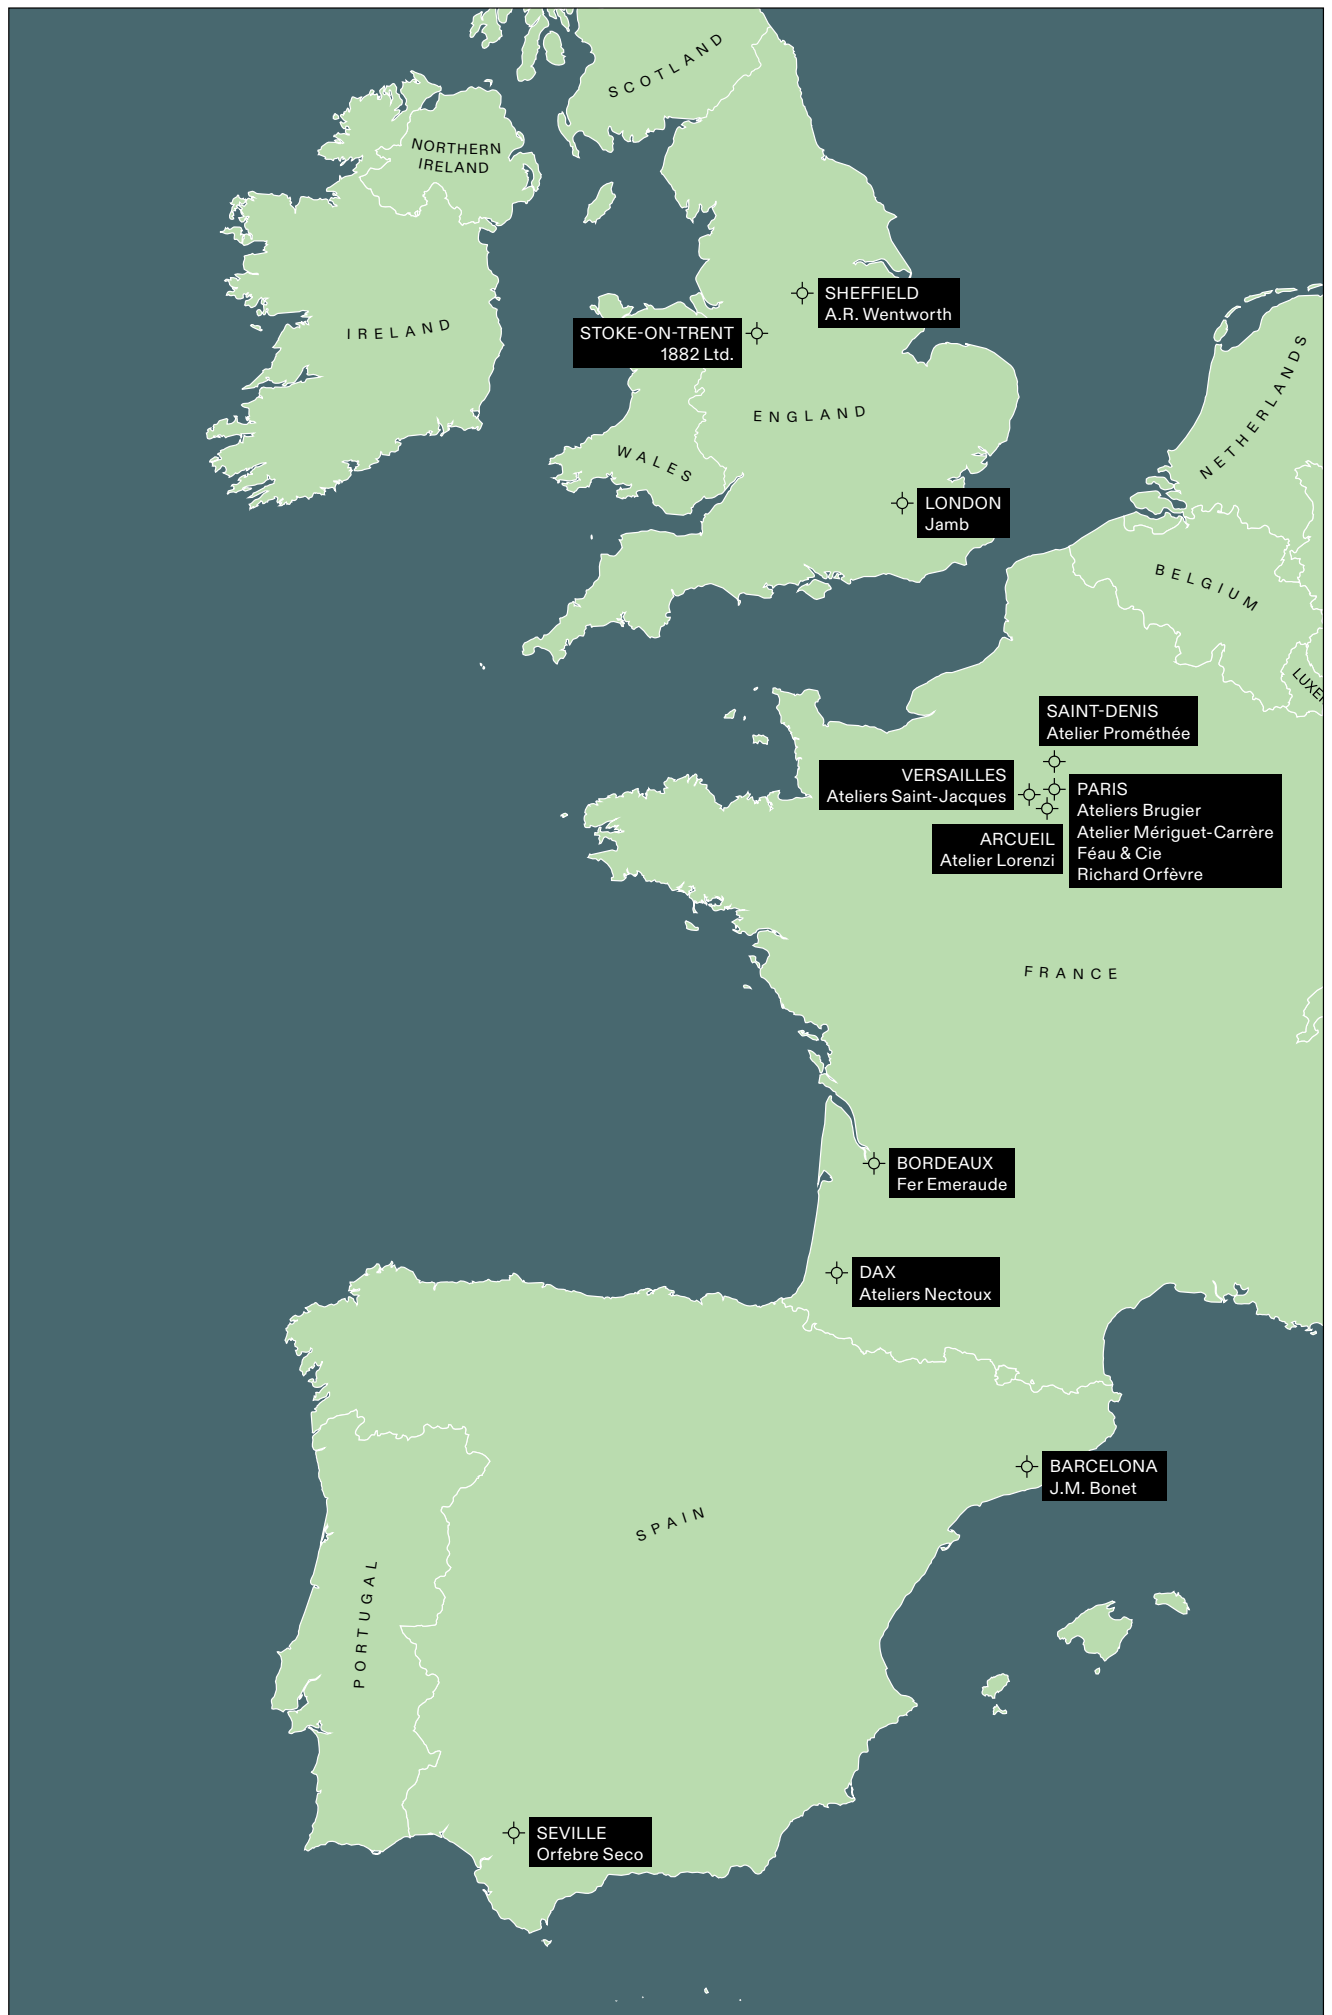 SCOTLAND
NORTHERN
IRELAND
SHEFFIELD
A.R. Wentworth
IRELAND
STOKE-ON-TRENT
1882 Ltd.
NETHERLANDS
ENGLAND
WALES
LONDON
Jamb
BELGIUM
LUXE
SAINT-DENIS
Atelier Prométhée
VERSAILLES
Ateliers Saint-Jacques
PARIS
Ateliers Brugier
Atelier Mériguet-Carrère
Féau & Cie
Richard Orfèvre
ARCUEIL
Atelier Lorenzi
FRANCE
BORDEAUX
Fer Emeraude
DAX
Ateliers Nectoux
BARCELONA
J.M. Bonet
SPAIN
PORTUGAL
SEVILLE
Orfebre Seco